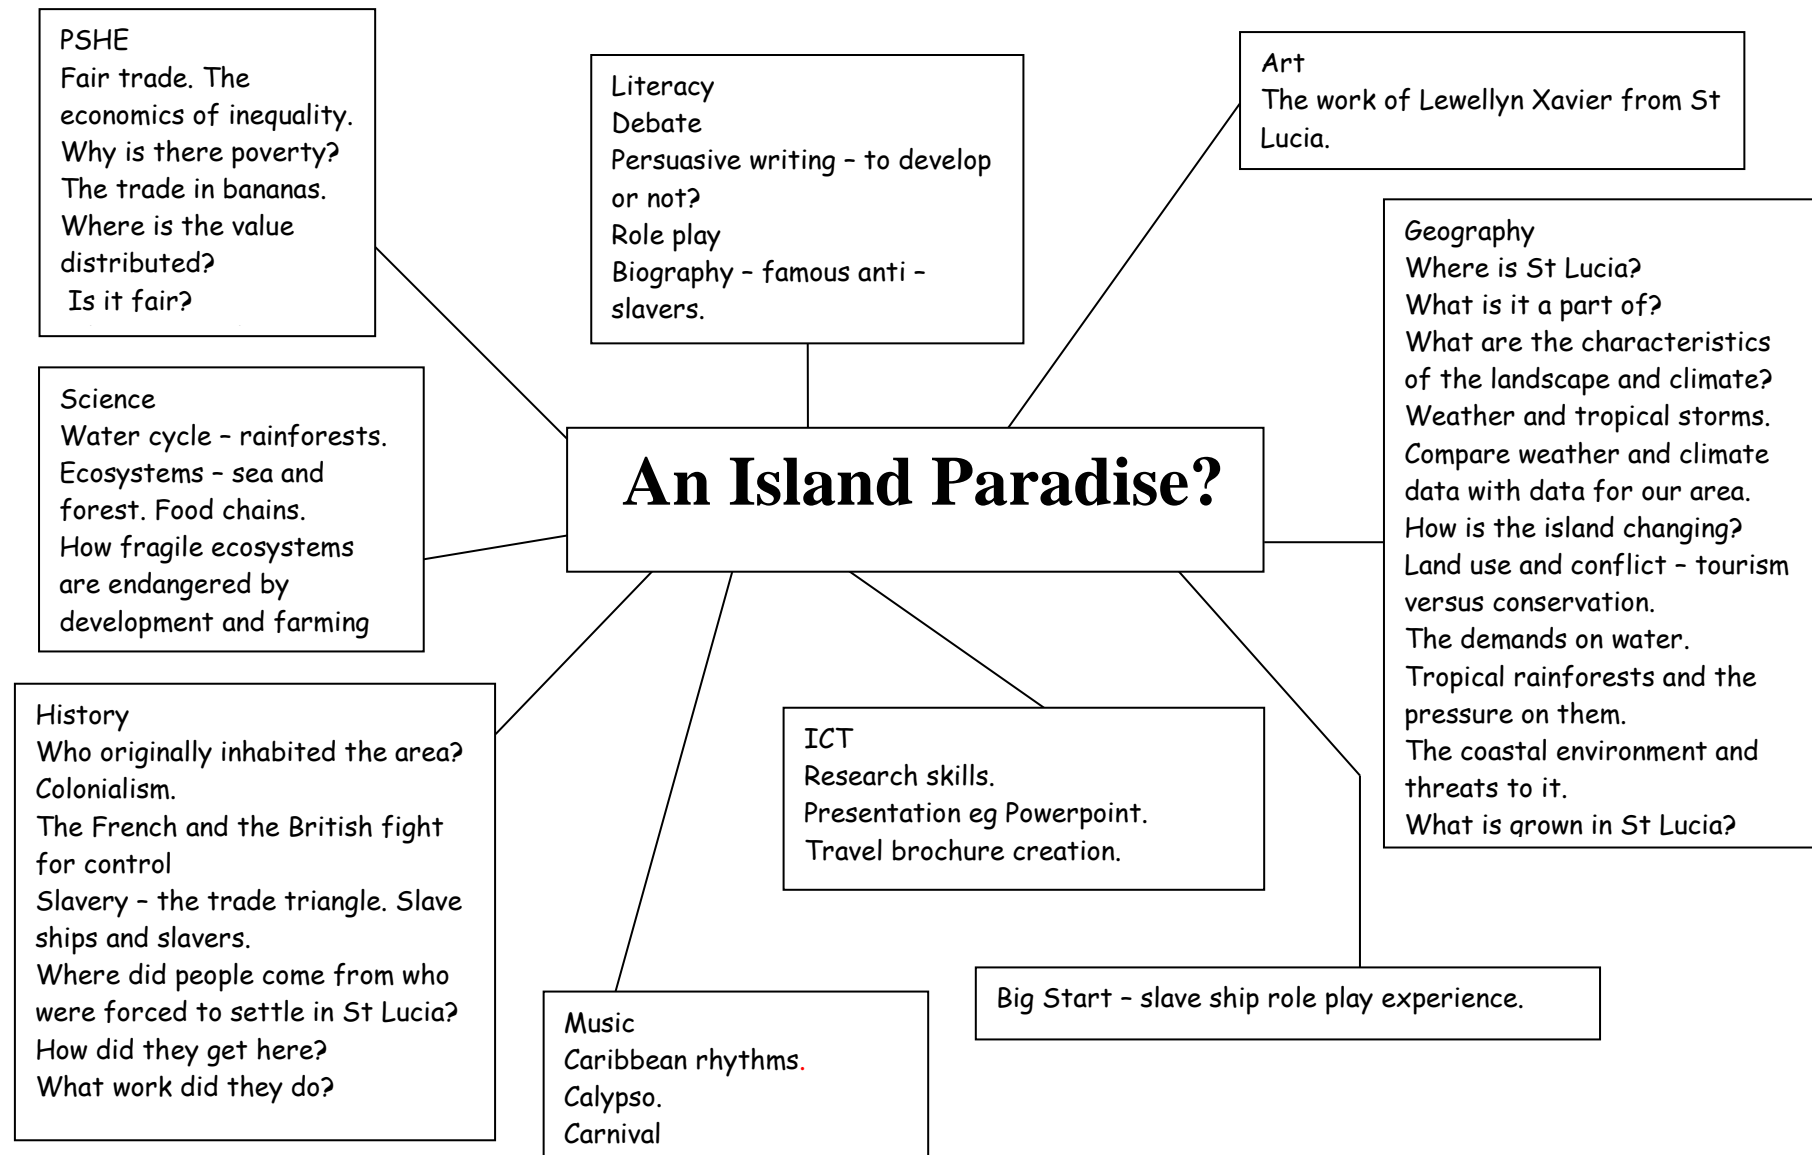 PSHE
Fair trade. The
economics of inequality.
Why is there poverty?
The trade in bananas.
Where is the value
distributed?
Is it fair?
Literacy
Debate
Persuasive writing – to develop
or not?
Role play
Biography – famous anti –
slavers.
Art
The work of Lewellyn Xavier from St
Lucia.
Geography
Where is St Lucia?
What is it a part of?
What are the characteristics
of the landscape and climate?
Weather and tropical storms.
Compare weather and climate
data with data for our area.
How is the island changing?
Land use and conflict – tourism
versus conservation.
The demands on water.
Tropical rainforests and the
pressure on them.
The coastal environment and
threats to it.
What is grown in St Lucia?
Science
Water cycle – rainforests.
Ecosystems – sea and
forest. Food chains.
How fragile ecosystems
are endangered by
development and farming
An Island Paradise?
History
Who originally inhabited the area?
Colonialism.
The French and the British fight
for control
Slavery – the trade triangle. Slave
ships and slavers.
Where did people come from who
were forced to settle in St Lucia?
How did they get here?
What work did they do?
ICT
Research skills.
Presentation eg Powerpoint.
Travel brochure creation.
Big Start – slave ship role play experience.
Music
Caribbean rhythms.
Calypso.
Carnival